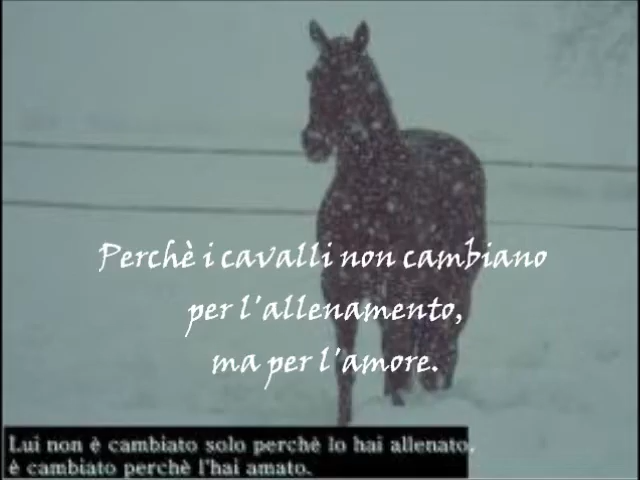 Perchè i cavalli non cambiano
per l'allenamento,
ma per l'amore.
Lui non è cambiato solo perchè lo hai allenato,
è cambiato perchè l'hai amato.